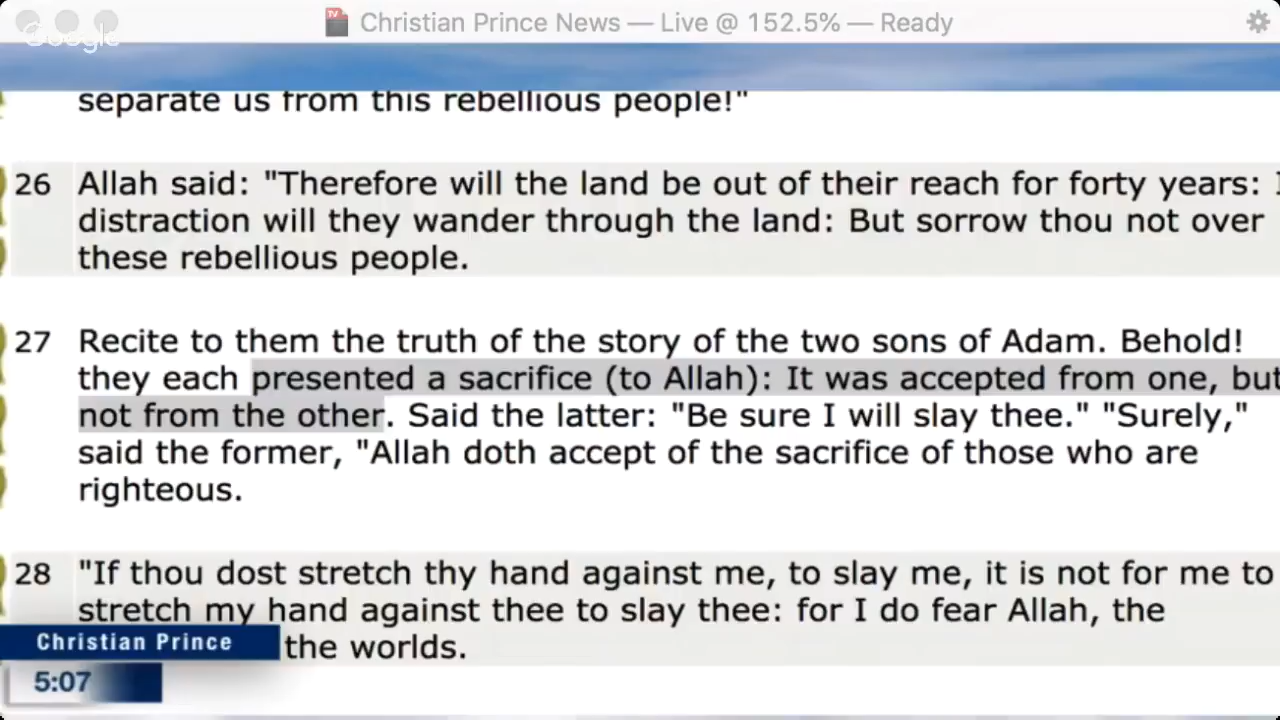 Christian Prince News — Live @ 152.5% — Ready
Google
separate us from this rebellious people!"
26 Allah said: "Therefore will the land be out of their reach for forty years:
distraction will they wander through the land: But sorrow thou not over
these rebellious people.
27 Recite to them the truth of the story of the two sons of Adam. Behold!
they each presented a sacrifice (to Allah): It was accepted from one, but
not from the other. Said the latter: "Be sure I will slay thee." "Surely,"
said the former, "Allah doth accept of the sacrifice of those who are
righteous.
28 "If thou dost stretch thy hand against me, to slay me, it is not for me to
stretch my hand against thee to slay thee: for I do fear Allah, the
the worlds.
Christian Prince
5:07